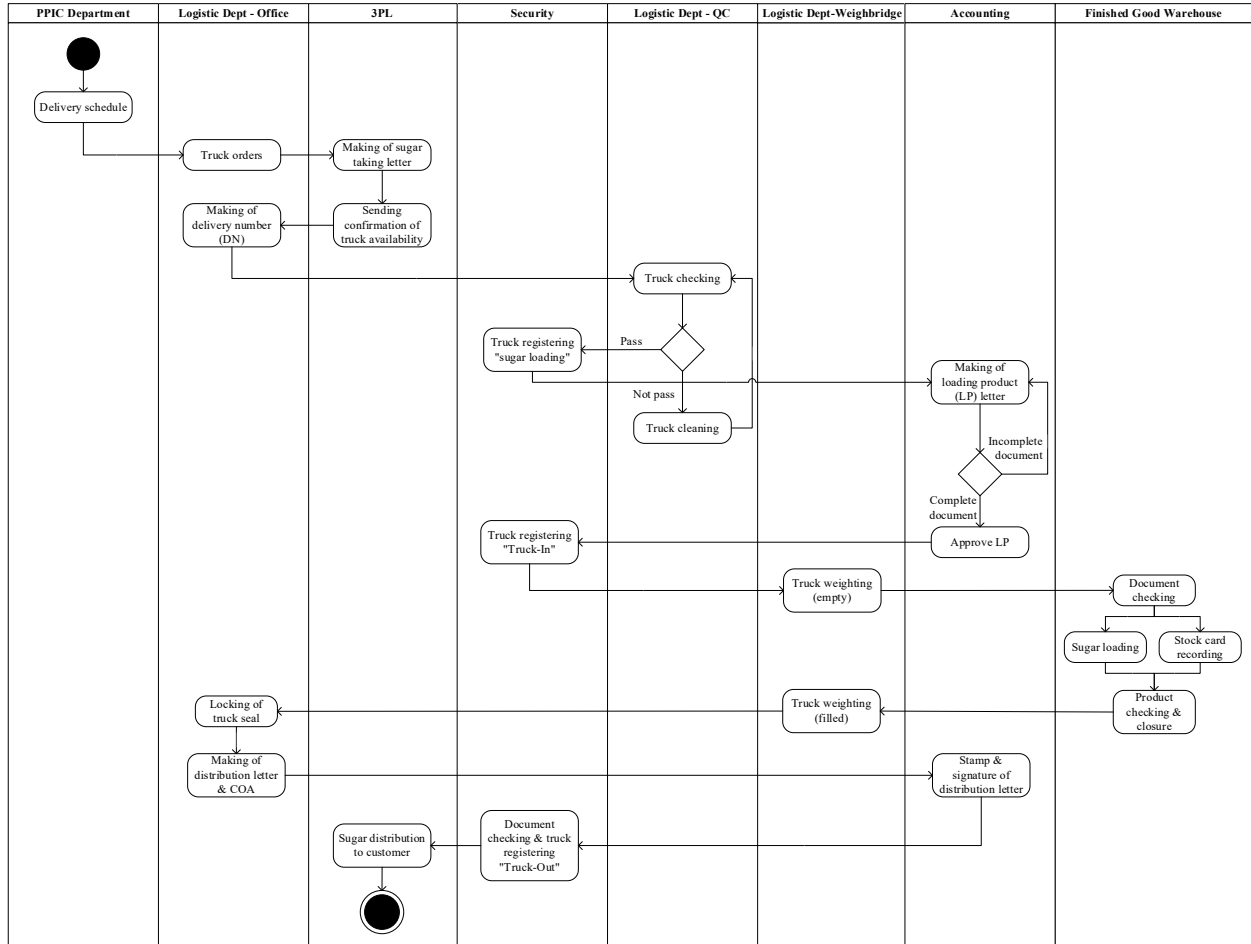 PPIC Department
Logistic Dept - Office
3PL
Security
Logistic Dept - QC
Logistic Dept-Weighbridge
Accounting
Finished Good Warehouse
Delivery schedule
Truck orders
Making of sugar
taking letter
Making of
delivery number
(DN)
Sending
confirmation of
truck availability
Truck checking
Truck registering
"sugar loading"
Pass
Making of
loading product
(LP) letter
Not pass
Truck cleaning
Incomplete
document
Complete
document
Truck registering
"Truck-In"
Approve LP
Truck weighting
(empty)
Document
checking
Sugar loading
Stock card
recording
Locking of
truck seal
Truck weighting
(filled)
Product
checking &
closure
Making of
distribution letter
& COA
Stamp &
signature of
distribution letter
Sugar distribution
to customer
Document
checking & truck
registering
"Truck-Out"